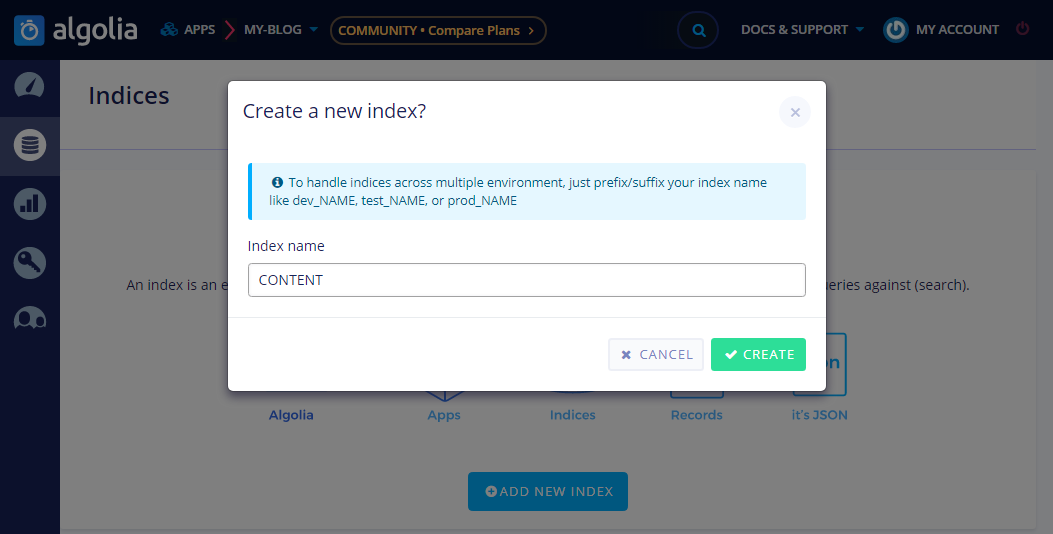 algolia
APPS
MY-BLOG
COMMUNITY • Compare Plans
DOCS & SUPPORT
MY ACCOUNT
Indices
Create a new index?
To handle indices across multiple environment, just prefix/suffix your index name
like dev_NAME, test_NAME, or prod_NAME
Index name
CONTENT
An index is an e
eries against (search).
CANCEL
CREATE
on
Algolia
Apps
Indices
Records
it's JSON
ADD NEW INDEX